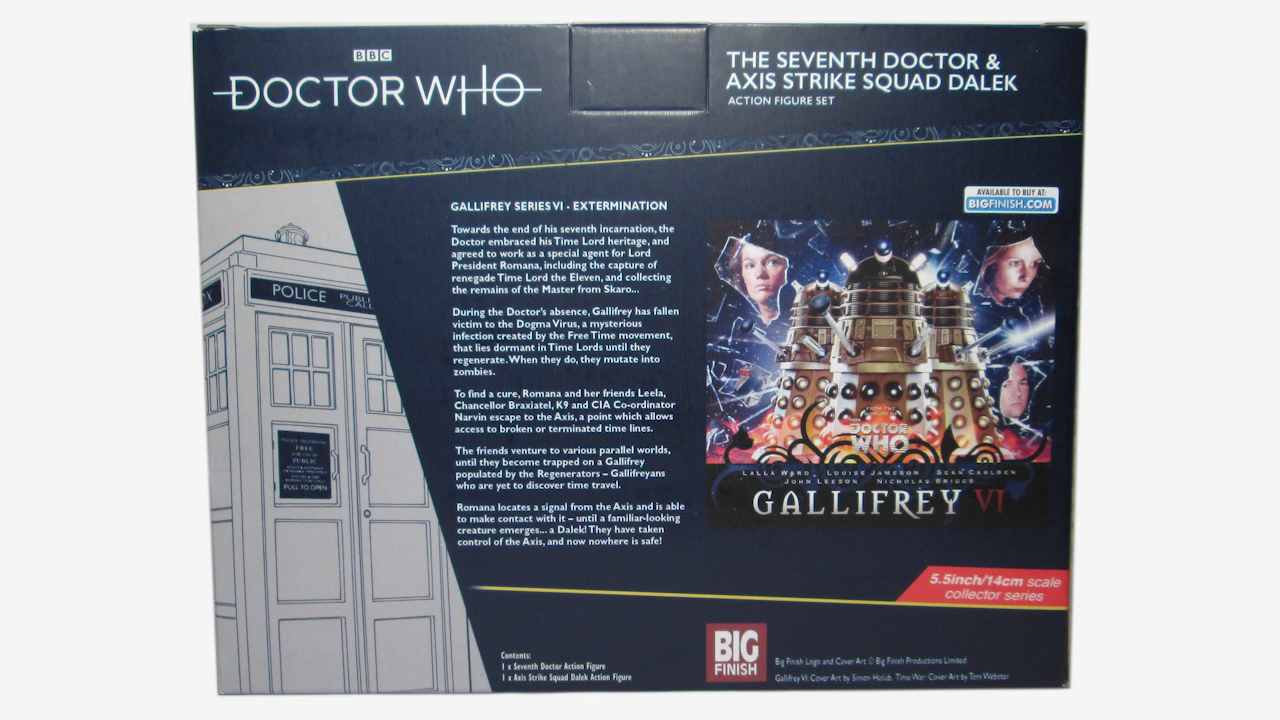 BBC
DOCTOR WHO
THE SEVENTH DOCTOR &
AXIS STRIKE SQUAD DALEK
ACTION FIGURE SET
AVAILABLE TO BUY AT:
BIGFINISH.COM
GALLIFREY SERIES VI - EXTERMINATION
Towards the end of his seventh incarnation, the
Doctor embraced his Time Lord heritage, and
agreed to work as a special agent for Lord
President Romana, including the capture of
renegade Time Lord the Eleven, and collecting
the remains of the Master from Skaro...
During the Doctor's absence, Gallifrey has fallen
victim to the Dogma Virus, a mysterious
infection created by the Free Time movement,
that lies dormant in Time Lords until they
regenerate. When they do, they mutate into
zombies.
To find a cure, Romana and her friends Leela,
Chancellor Braxiatel, K9 and CIA Co-ordinator
Narvin escape to the Axis, a point which allows
access to broken or terminated time lines.
The friends venture to various parallel worlds,
until they become trapped on a Gallifrey
populated by the Regenerators – Gallifreyans
who are yet to discover time travel.
Romana locates a signal from the Axis and is able
to make contact with it – until a familiar-looking
creature emerges... a Dalek! They have taken
control of the Axis, and now nowhere is safe!
X
POLICE PUBLI
CALL
POLICE TELEPHONE
FREE
FOR USE OF
PUBLIC
PULL TO OPEN
FROM THE
DOCTOR
WHO
LALLA WARD LOUISE JAMESON SEÁN CARLSEN
JOHN LEESON NICHOLAS BRIGGS
GALLIFREY VI
5.5inch/14cm scale
collector series
Contents:
1 x Seventh Doctor Action Figure
1 x Axis Strike Squad Dalek Action Figure
BIG
FINISH
Big Finish Logo and Cover Art © Big Finish Productions Limited.
Gallifrey VI: Cover Art by Simon Holub. Time War: Cover Art by Tom Webster.